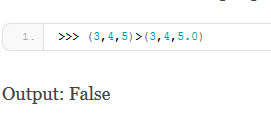 1. >>> (3,4,5)>(3,4,5.0)
Output: False